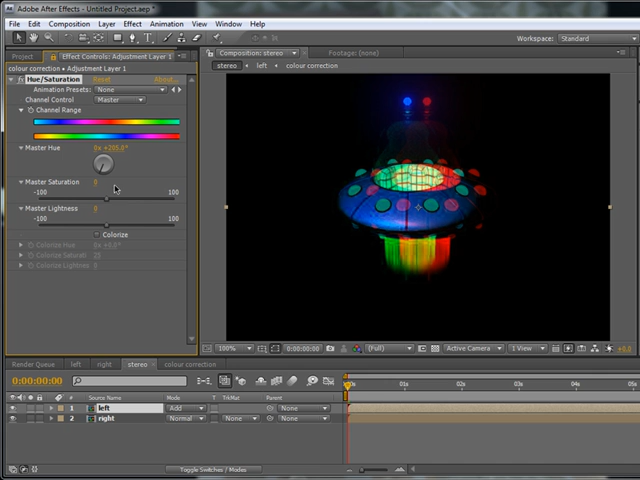 Adobe After Effects - Untitled Project.aep *
File Edit Composition Layer Effect Animation View Window Help
Workspace: Standard
Project Effect Controls: Adjustment Layer 1
Composition: stereo Footage: (none)
colour correction • Adjustment Layer 1
stereo left colour correction
fx Hue/Saturation Reset About...
Animation Presets: None
Channel Control Master
Channel Range
Master Hue 0x +205.0°
Master Saturation 0
-100 100
Master Lightness 0
-100 100
Colorize
Colorize Hue 0x +0.0°
Colorize Saturati 25
Colorize Lightnes 0
100% 0:00:00:00 (Full) Active Camera 1 View +0.0
Render Queue left right stereo colour correction
0:00:00:00
00s 01s 02s 03s 04s 05s
# Source Name Mode T TrkMat Parent
1 left Add None
2 right Normal None None
Toggle Switches / Modes